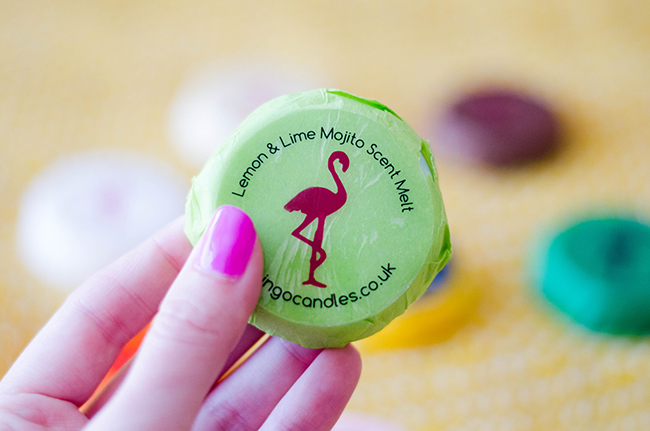 Lemon & Lime Mojito Scent Melt
ingocandles.co.uk